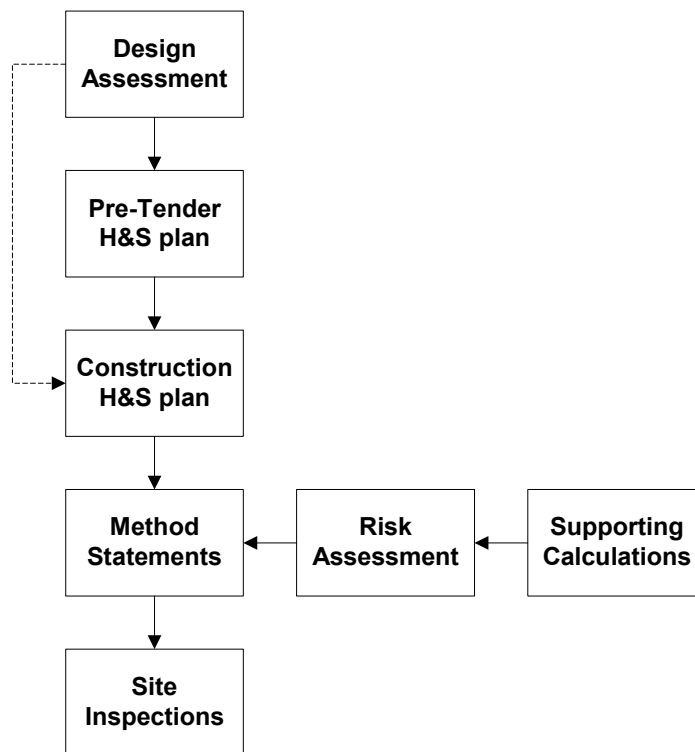 Design
Assessment
Pre-Tender
H&S plan
Construction
H&S plan
Method
Statements
Risk
Assessment
Supporting
Calculations
Site
Inspections